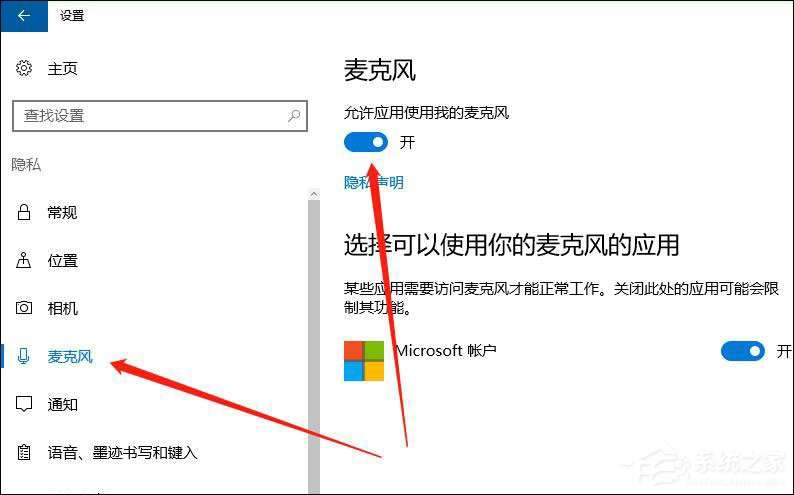 设置
主页
查找设置
隐私
常规
位置
相机
麦克风
通知
语音、墨迹书写和键入
麦克风
允许应用使用我的麦克风
开
隐私声明
选择可以使用你的麦克风的应用
某些应用需要访问麦克风才能正常工作。关闭此处的应用可能会限
制其功能。
Microsoft 帐户
开
系统之家